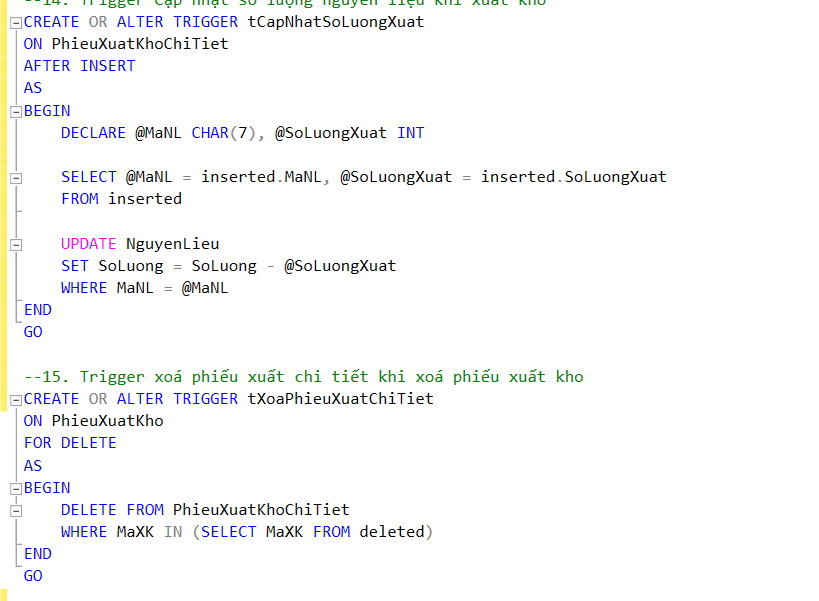 --14. Trigger cập nhật số lượng nguyên liệu khi xuất kho
CREATE OR ALTER TRIGGER tCapNhatSoLuongXuat
ON PhieuXuatKhoChiTiet
AFTER INSERT
AS
BEGIN
    DECLARE @MaNL CHAR(7), @SoLuongXuat INT
    SELECT @MaNL = inserted.MaNL, @SoLuongXuat = inserted.SoLuongXuat
    FROM inserted
    UPDATE NguyenLieu
    SET SoLuong = SoLuong - @SoLuongXuat
    WHERE MaNL = @MaNL
END
GO
--15. Trigger xoá phiếu xuất chi tiết khi xoá phiếu xuất kho
CREATE OR ALTER TRIGGER tXoaPhieuXuatChiTiet
ON PhieuXuatKho
FOR DELETE
AS
BEGIN
    DELETE FROM PhieuXuatKhoChiTiet
    WHERE MaXK IN (SELECT MaXK FROM deleted)
END
GO